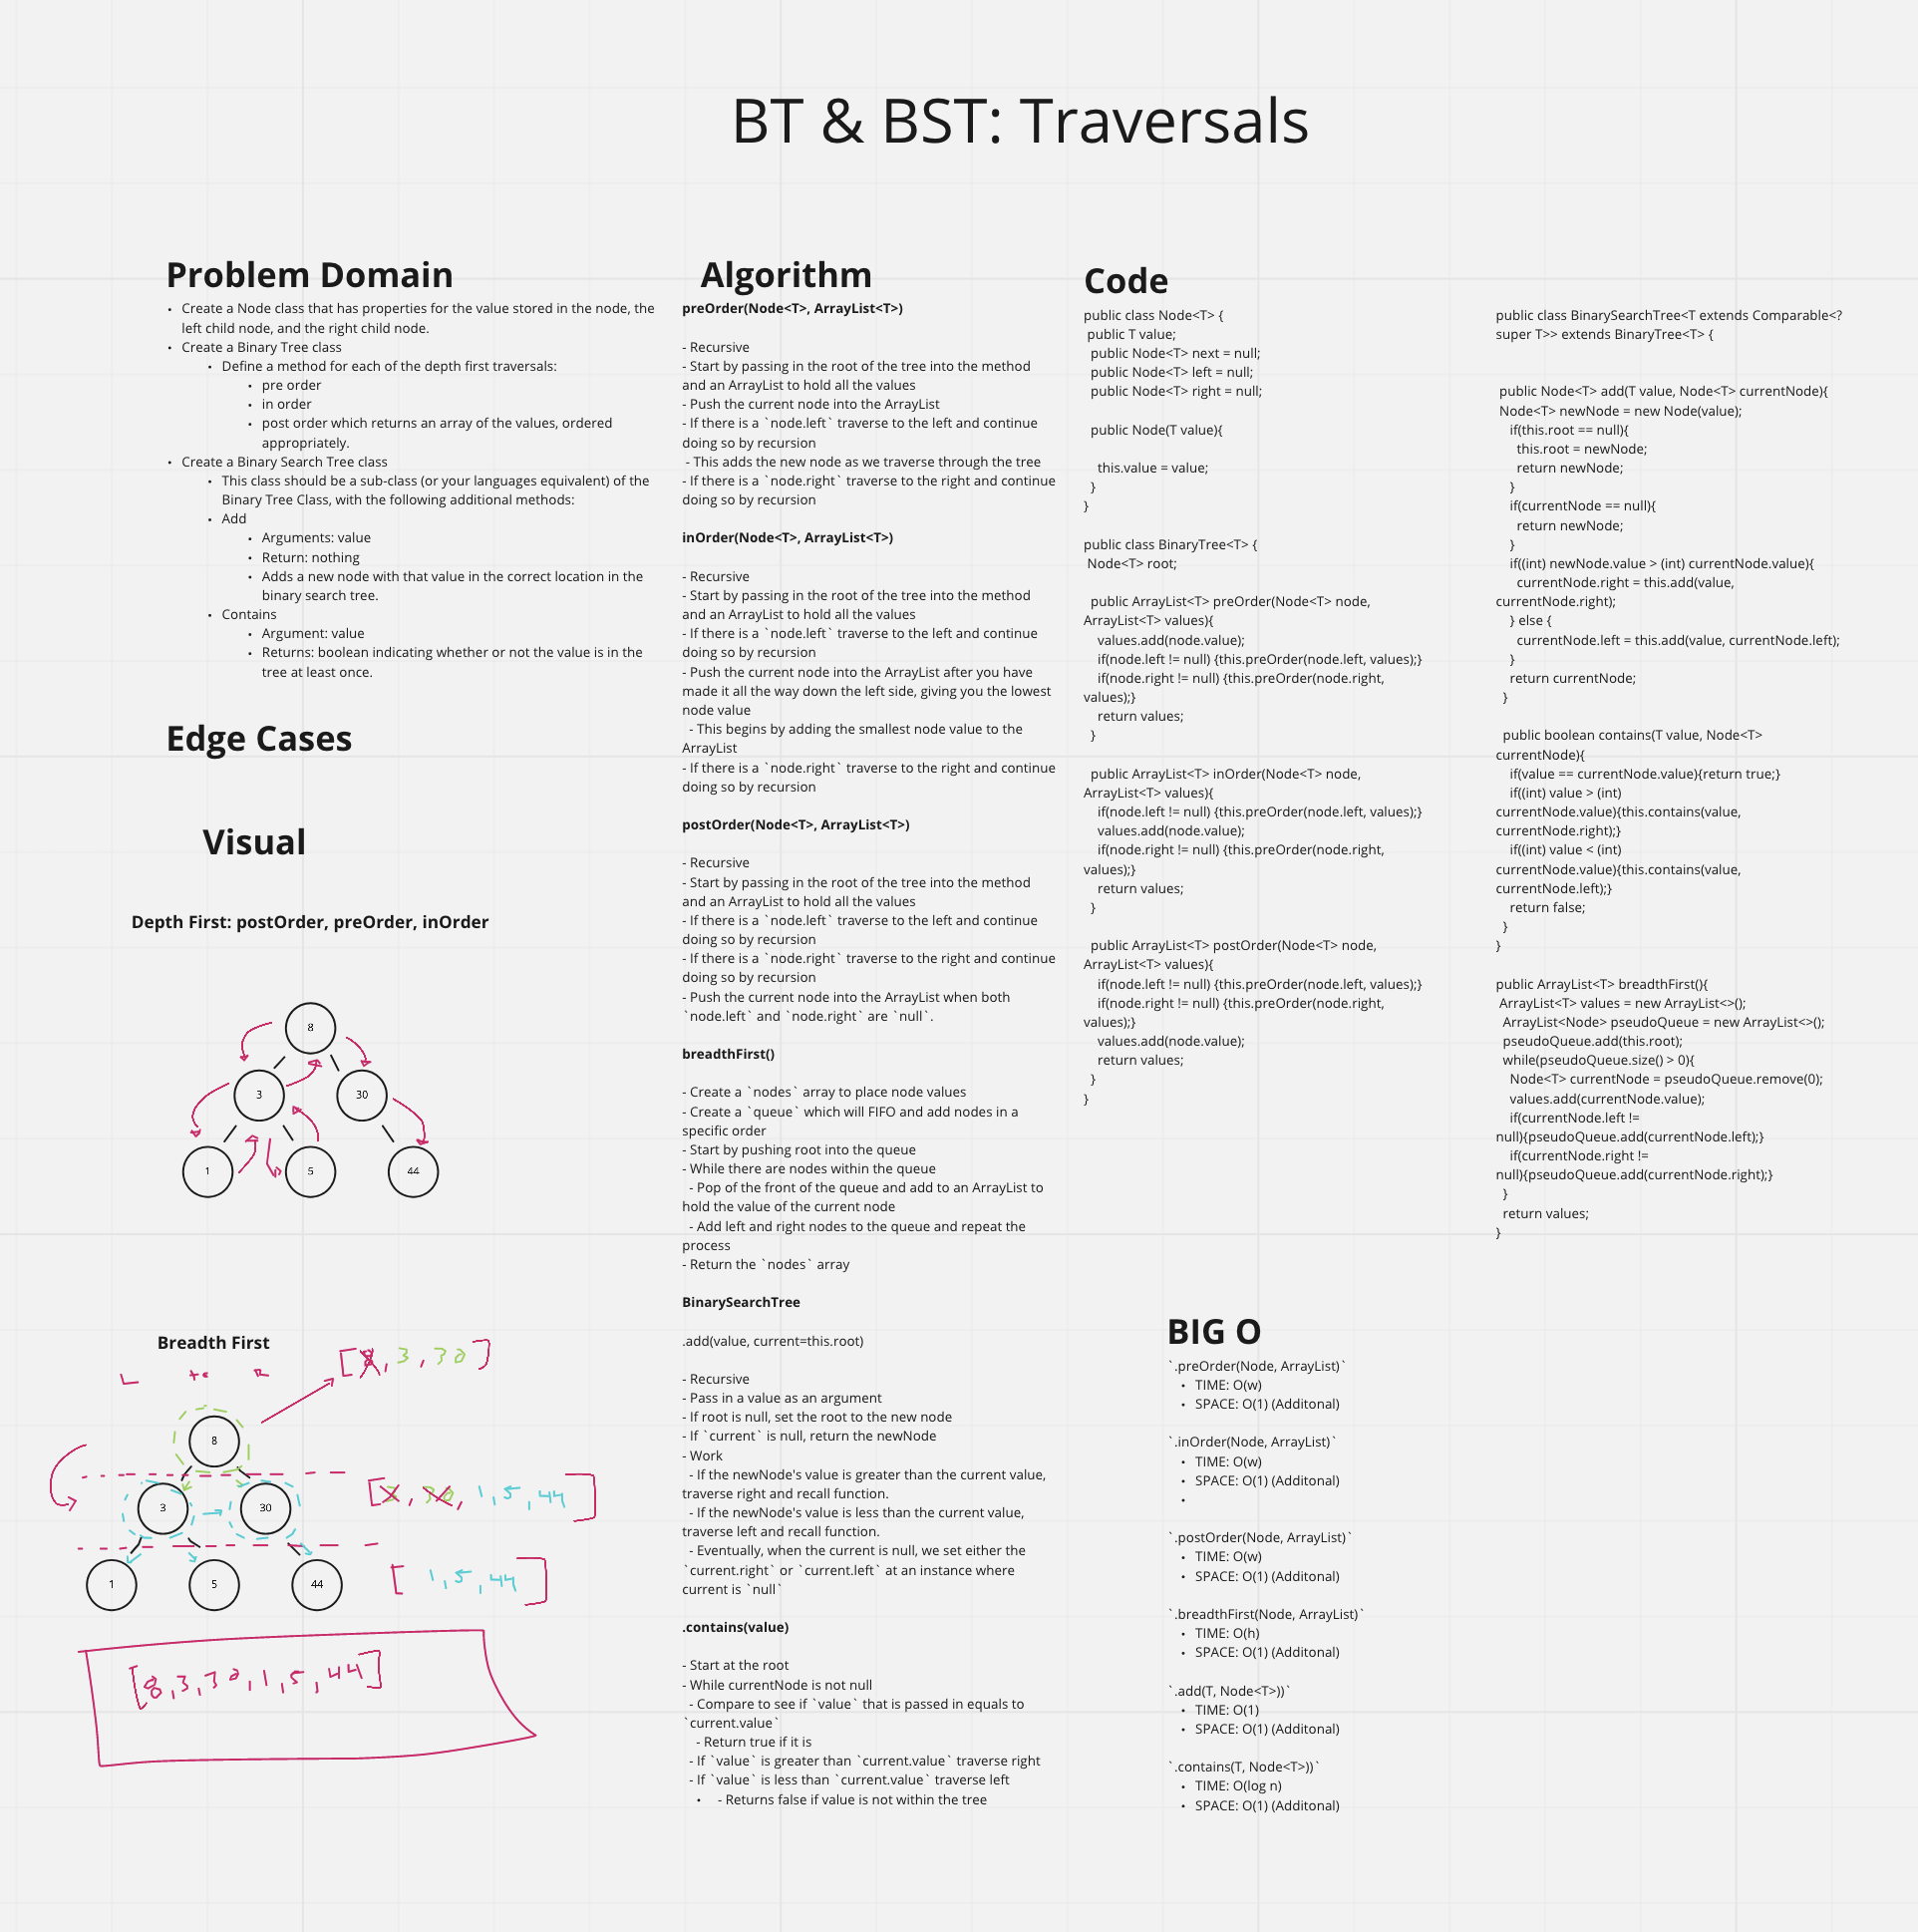 BT & BST: Traversals
Problem Domain
• Create a Node class that has properties for the value stored in the node, the
left child node, and the right child node.
• Create a Binary Tree class
• Define a method for each of the depth first traversals:
• pre order
• in order
• post order which returns an array of the values, ordered
appropriately.
• Create a Binary Search Tree class
• This class should be a sub-class (or your languages equivalent) of the
Binary Tree Class, with the following additional methods:
• Add
• Arguments: value
• Return: nothing
• Adds a new node with that value in the correct location in the
binary search tree.
• Contains
• Argument: value
• Returns: boolean indicating whether or not the value is in the
tree at least once.
Edge Cases
Visual
Depth First: postOrder, preOrder, inOrder
8
3
30
1
5
44
Breadth First
L to R
[8, 3, 30]
8
3
30
[3, 30, 1, 5, 44]
1
5
44
[1, 5, 44]
[8, 3, 30, 1, 5, 44]
Algorithm
preOrder(Node<T>, ArrayList<T>)
- Recursive
- Start by passing in the root of the tree into the method
and an ArrayList to hold all the values
- Push the current node into the ArrayList
- If there is a `node.left` traverse to the left and continue
doing so by recursion
- This adds the new node as we traverse through the tree
- If there is a `node.right` traverse to the right and continue
doing so by recursion
inOrder(Node<T>, ArrayList<T>)
- Recursive
- Start by passing in the root of the tree into the method
and an ArrayList to hold all the values
- If there is a `node.left` traverse to the left and continue
doing so by recursion
- Push the current node into the ArrayList after you have
made it all the way down the left side, giving you the lowest
node value
- This begins by adding the smallest node value to the
ArrayList
- If there is a `node.right` traverse to the right and continue
doing so by recursion
postOrder(Node<T>, ArrayList<T>)
- Recursive
- Start by passing in the root of the tree into the method
and an ArrayList to hold all the values
- If there is a `node.left` traverse to the left and continue
doing so by recursion
- If there is a `node.right` traverse to the right and continue
doing so by recursion
- Push the current node into the ArrayList when both
`node.left` and `node.right` are `null`.
breadthFirst()
- Create a `nodes` array to place node values
- Create a `queue` which will FIFO and add nodes in a
specific order
- Start by pushing root into the queue
- While there are nodes within the queue
- Pop of the front of the queue and add to an ArrayList to
hold the value of the current node
- Add left and right nodes to the queue and repeat the
process
- Return the `nodes` array
BinarySearchTree
.add(value, current=this.root)
- Recursive
- Pass in a value as an argument
- If root is null, set the root to the new node
- If `current` is null, return the newNode
- Work
- If the newNode's value is greater than the current value,
traverse right and recall function.
- If the newNode's value is less than the current value,
traverse left and recall function.
- Eventually, when the current is null, we set either the
`current.right` or `current.left` at an instance where
current is `null`
.contains(value)
- Start at the root
- While currentNode is not null
- Compare to see if `value` that is passed in equals to
`current.value`
- Return true if it is
- If `value` is greater than `current.value` traverse right
- If `value` is less than `current.value` traverse left
• - Returns false if value is not within the tree
Code
public class Node<T> {
public T value;
public Node<T> next = null;
public Node<T> left = null;
public Node<T> right = null;
public Node(T value){
this.value = value;
}
}
public class BinaryTree<T> {
Node<T> root;
public ArrayList<T> preOrder(Node<T> node,
ArrayList<T> values){
values.add(node.value);
if(node.left != null) {this.preOrder(node.left, values);}
if(node.right != null) {this.preOrder(node.right,
values);}
return values;
}
public ArrayList<T> inOrder(Node<T> node,
ArrayList<T> values){
if(node.left != null) {this.preOrder(node.left, values);}
values.add(node.value);
if(node.right != null) {this.preOrder(node.right,
values);}
return values;
}
public ArrayList<T> postOrder(Node<T> node,
ArrayList<T> values){
if(node.left != null) {this.preOrder(node.left, values);}
if(node.right != null) {this.preOrder(node.right,
values);}
values.add(node.value);
return values;
}
}
public class BinarySearchTree<T extends Comparable<?
super T>> extends BinaryTree<T> {
public Node<T> add(T value, Node<T> currentNode){
Node<T> newNode = new Node(value);
if(this.root == null){
this.root = newNode;
return newNode;
}
if(currentNode == null){
return newNode;
}
if((int) newNode.value > (int) currentNode.value){
currentNode.right = this.add(value,
currentNode.right);
} else {
currentNode.left = this.add(value, currentNode.left);
}
return currentNode;
}
public boolean contains(T value, Node<T>
currentNode){
if(value == currentNode.value){return true;}
if((int) value > (int)
currentNode.value){this.contains(value,
currentNode.right);}
if((int) value < (int)
currentNode.value){this.contains(value,
currentNode.left);}
return false;
}
}
public ArrayList<T> breadthFirst(){
ArrayList<T> values = new ArrayList<>();
ArrayList<Node> pseudoQueue = new ArrayList<>();
pseudoQueue.add(this.root);
while(pseudoQueue.size() > 0){
Node<T> currentNode = pseudoQueue.remove(0);
values.add(currentNode.value);
if(currentNode.left !=
null){pseudoQueue.add(currentNode.left);}
if(currentNode.right !=
null){pseudoQueue.add(currentNode.right);}
}
return values;
}
BIG O
`.preOrder(Node, ArrayList)`
• TIME: O(w)
• SPACE: O(1) (Additonal)
`.inOrder(Node, ArrayList)`
• TIME: O(w)
• SPACE: O(1) (Additonal)
•
`.postOrder(Node, ArrayList)`
• TIME: O(w)
• SPACE: O(1) (Additonal)
`.breadthFirst(Node, ArrayList)`
• TIME: O(h)
• SPACE: O(1) (Additonal)
`.add(T, Node<T>))`
• TIME: O(1)
• SPACE: O(1) (Additonal)
`.contains(T, Node<T>))`
• TIME: O(log n)
• SPACE: O(1) (Additonal)